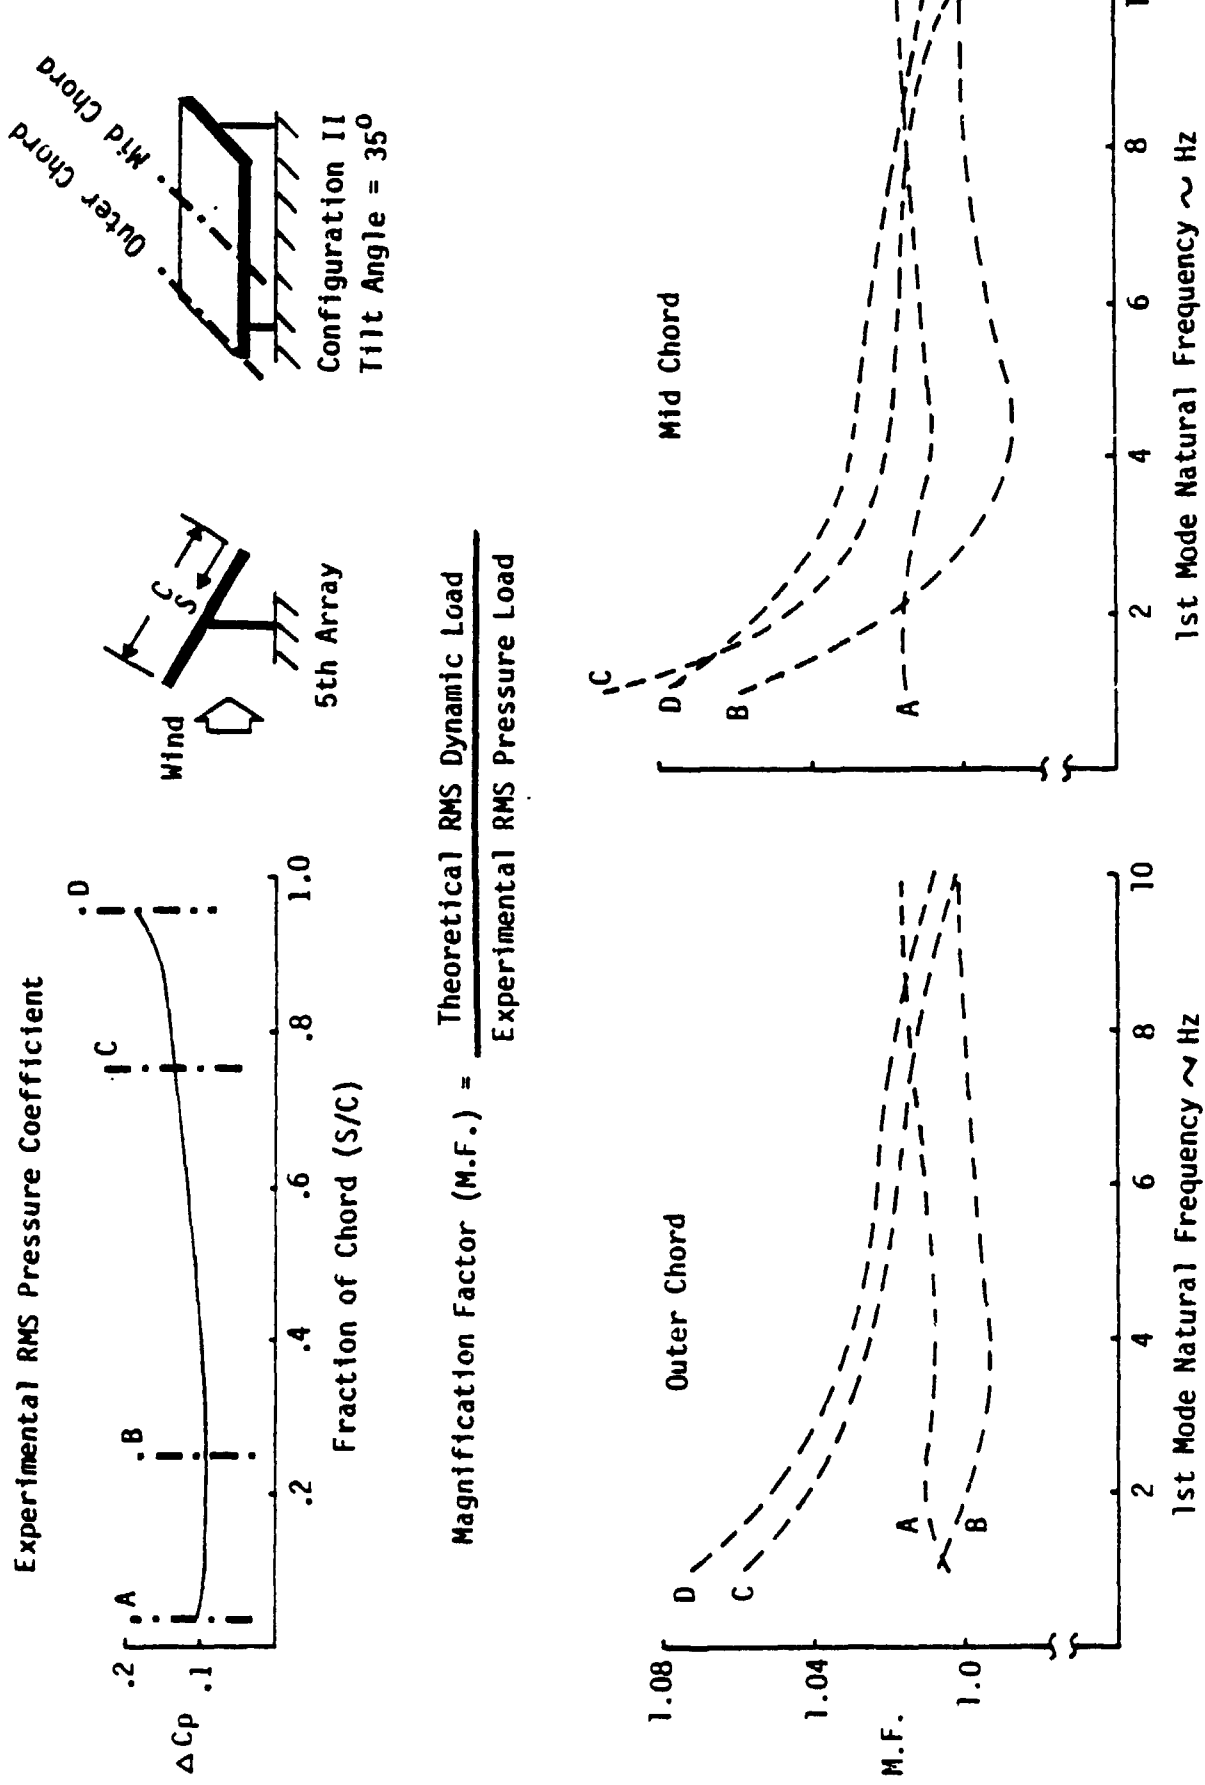 Experimental RMS Pressure Coefficient
ΔCp
.2
.1
A
B
C
D
.2
.4
.6
.8
1.0
Fraction of Chord (S/C)
Wind
C
S
5th Array
Outer Chord
Mid Chord
Configuration II
Tilt Angle = 35°
Magnification Factor (M.F.) = Theoretical RMS Dynamic Load
Experimental RMS Pressure Load
Outer Chord
M.F.
1.08
1.04
1.0
D
C
A
B
2
4
6
8
10
1st Mode Natural Frequency ~ Hz
Mid Chord
C
D
B
A
2
4
6
8
1st Mode Natural Frequency ~ Hz